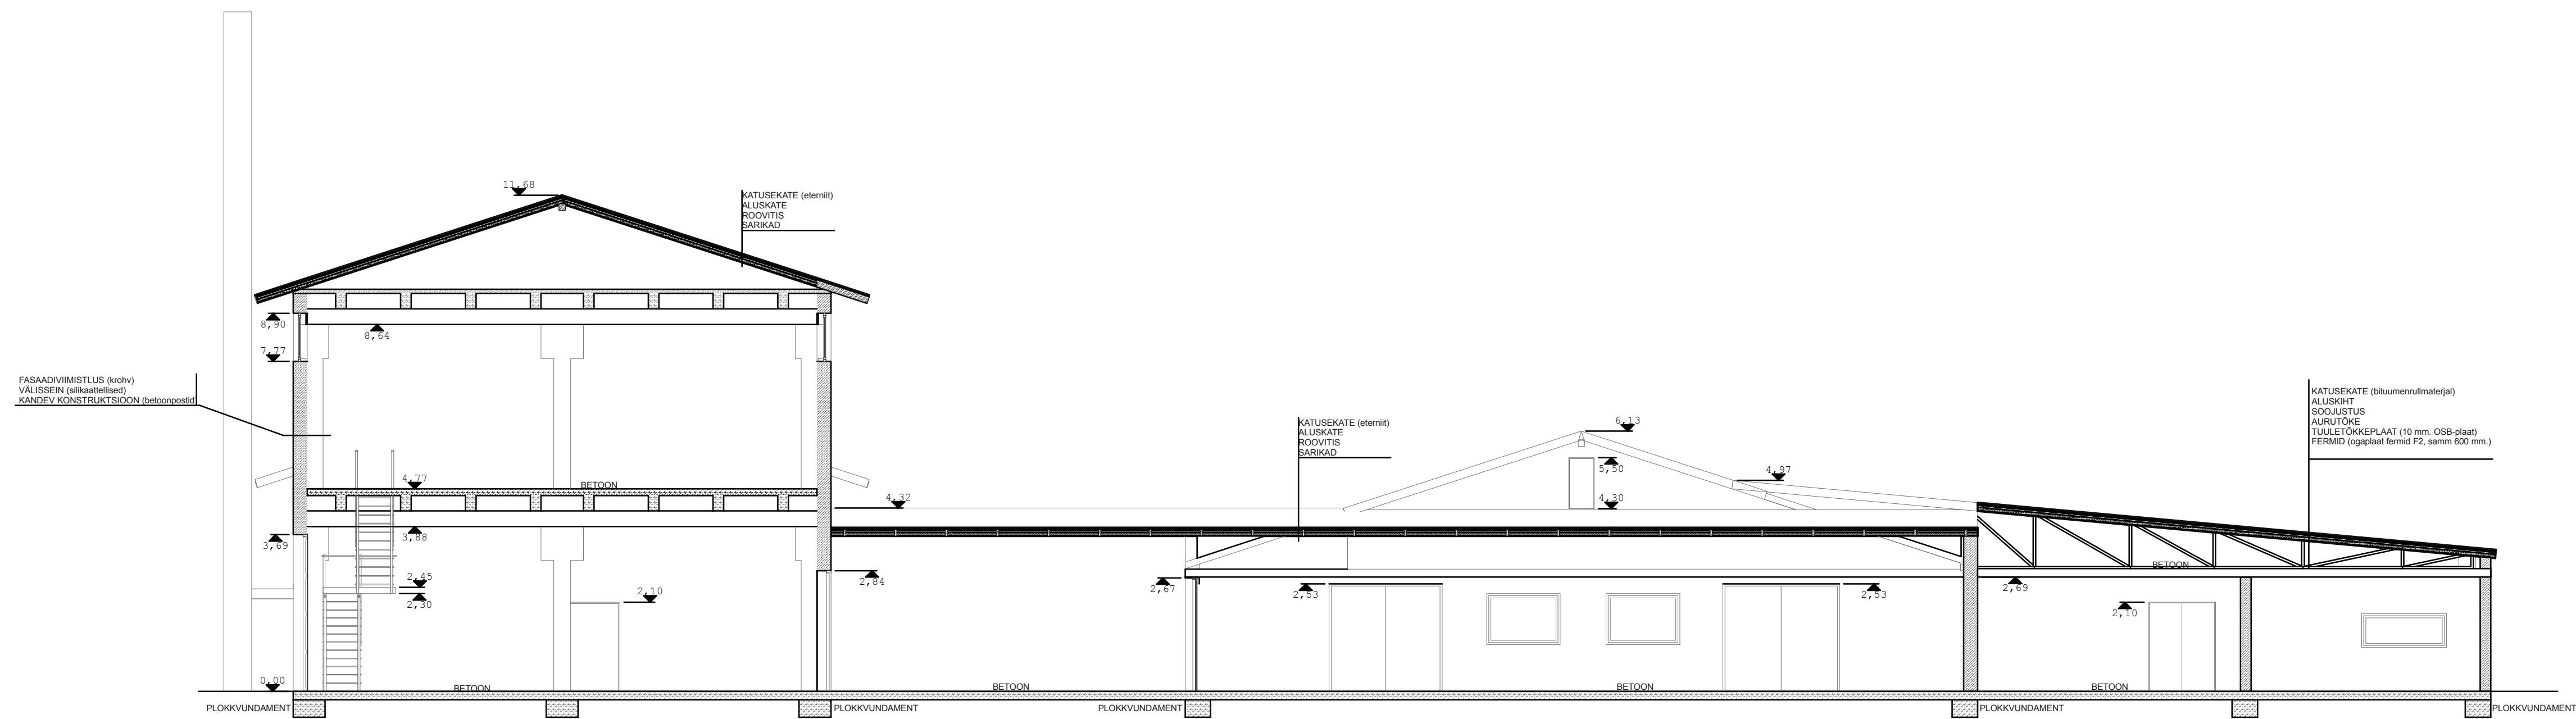 11,68
KATUSEKATE (eterniit)
ALUSKATE
ROOVITIS
SARIKAD
8,90
8,64
7,77
FASAADIVIIMISTLUS (krohv)
VÄLISSEIN (silikaattellised)
KANDEV KONSTRUKTSIOON (betoonpostid
KATUSEKATE (bituumenrullmaterjal)
ALUSKIHT
SOOJUSTUS
AURUTÕKE
TUULETÕKKEPLAAT (10 mm. OSB-plaat)
FERMID (ogaplaat fermid F2, samm 600 mm.)
KATUSEKATE (eterniit)
ALUSKATE
ROOVITIS
SARIKAD
6,13
5,50
4,97
4,30
4,77
BETOON
4,32
3,69
3,88
2,45
2,30
2,10
2,84
2,67
2,53
2,53
BETOON
2,69
2,10
0,00
BETOON
BETOON
BETOON
BETOON
PLOKKVUNDAMENT
PLOKKVUNDAMENT
PLOKKVUNDAMENT
PLOKKVUNDAMENT
PLOKKVUNDAMENT